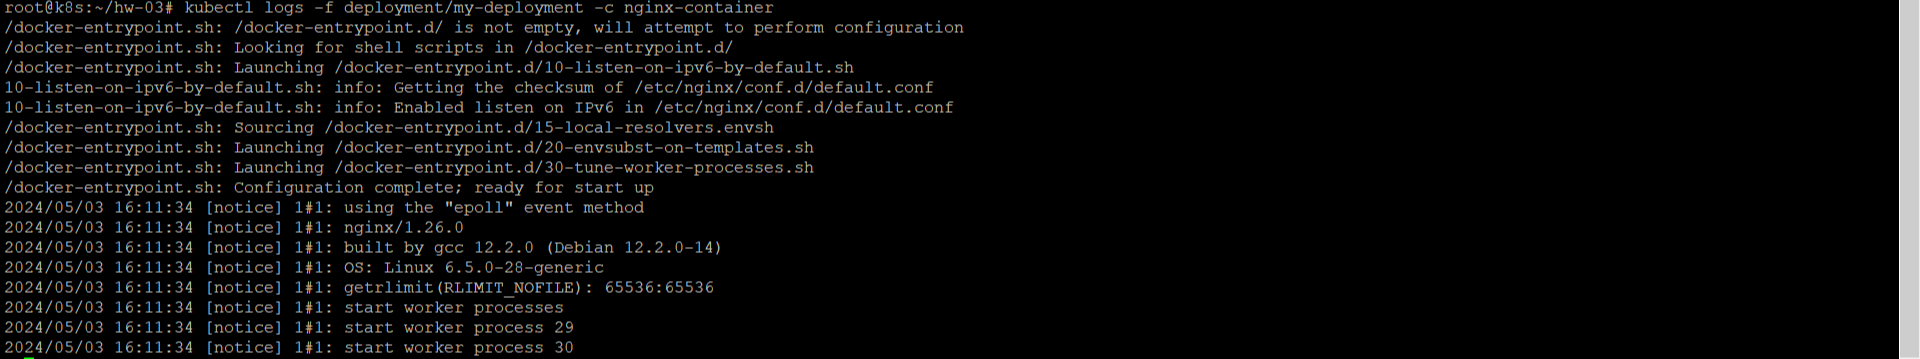 root@k8s:~/hw-03# kubectl logs -f deployment/my-deployment -c nginx-container
/docker-entrypoint.sh: /docker-entrypoint.d/ is not empty, will attempt to perform configuration
/docker-entrypoint.sh: Looking for shell scripts in /docker-entrypoint.d/
/docker-entrypoint.sh: Launching /docker-entrypoint.d/10-listen-on-ipv6-by-default.sh
10-listen-on-ipv6-by-default.sh: info: Getting the checksum of /etc/nginx/conf.d/default.conf
10-listen-on-ipv6-by-default.sh: info: Enabled listen on IPv6 in /etc/nginx/conf.d/default.conf
/docker-entrypoint.sh: Sourcing /docker-entrypoint.d/15-local-resolvers.envsh
/docker-entrypoint.sh: Launching /docker-entrypoint.d/20-envsubst-on-templates.sh
/docker-entrypoint.sh: Launching /docker-entrypoint.d/30-tune-worker-processes.sh
/docker-entrypoint.sh: Configuration complete; ready for start up
2024/05/03 16:11:34 [notice] 1#1: using the "epoll" event method
2024/05/03 16:11:34 [notice] 1#1: nginx/1.26.0
2024/05/03 16:11:34 [notice] 1#1: built by gcc 12.2.0 (Debian 12.2.0-14)
2024/05/03 16:11:34 [notice] 1#1: OS: Linux 6.5.0-28-generic
2024/05/03 16:11:34 [notice] 1#1: getrlimit(RLIMIT_NOFILE): 65536:65536
2024/05/03 16:11:34 [notice] 1#1: start worker processes
2024/05/03 16:11:34 [notice] 1#1: start worker process 29
2024/05/03 16:11:34 [notice] 1#1: start worker process 30